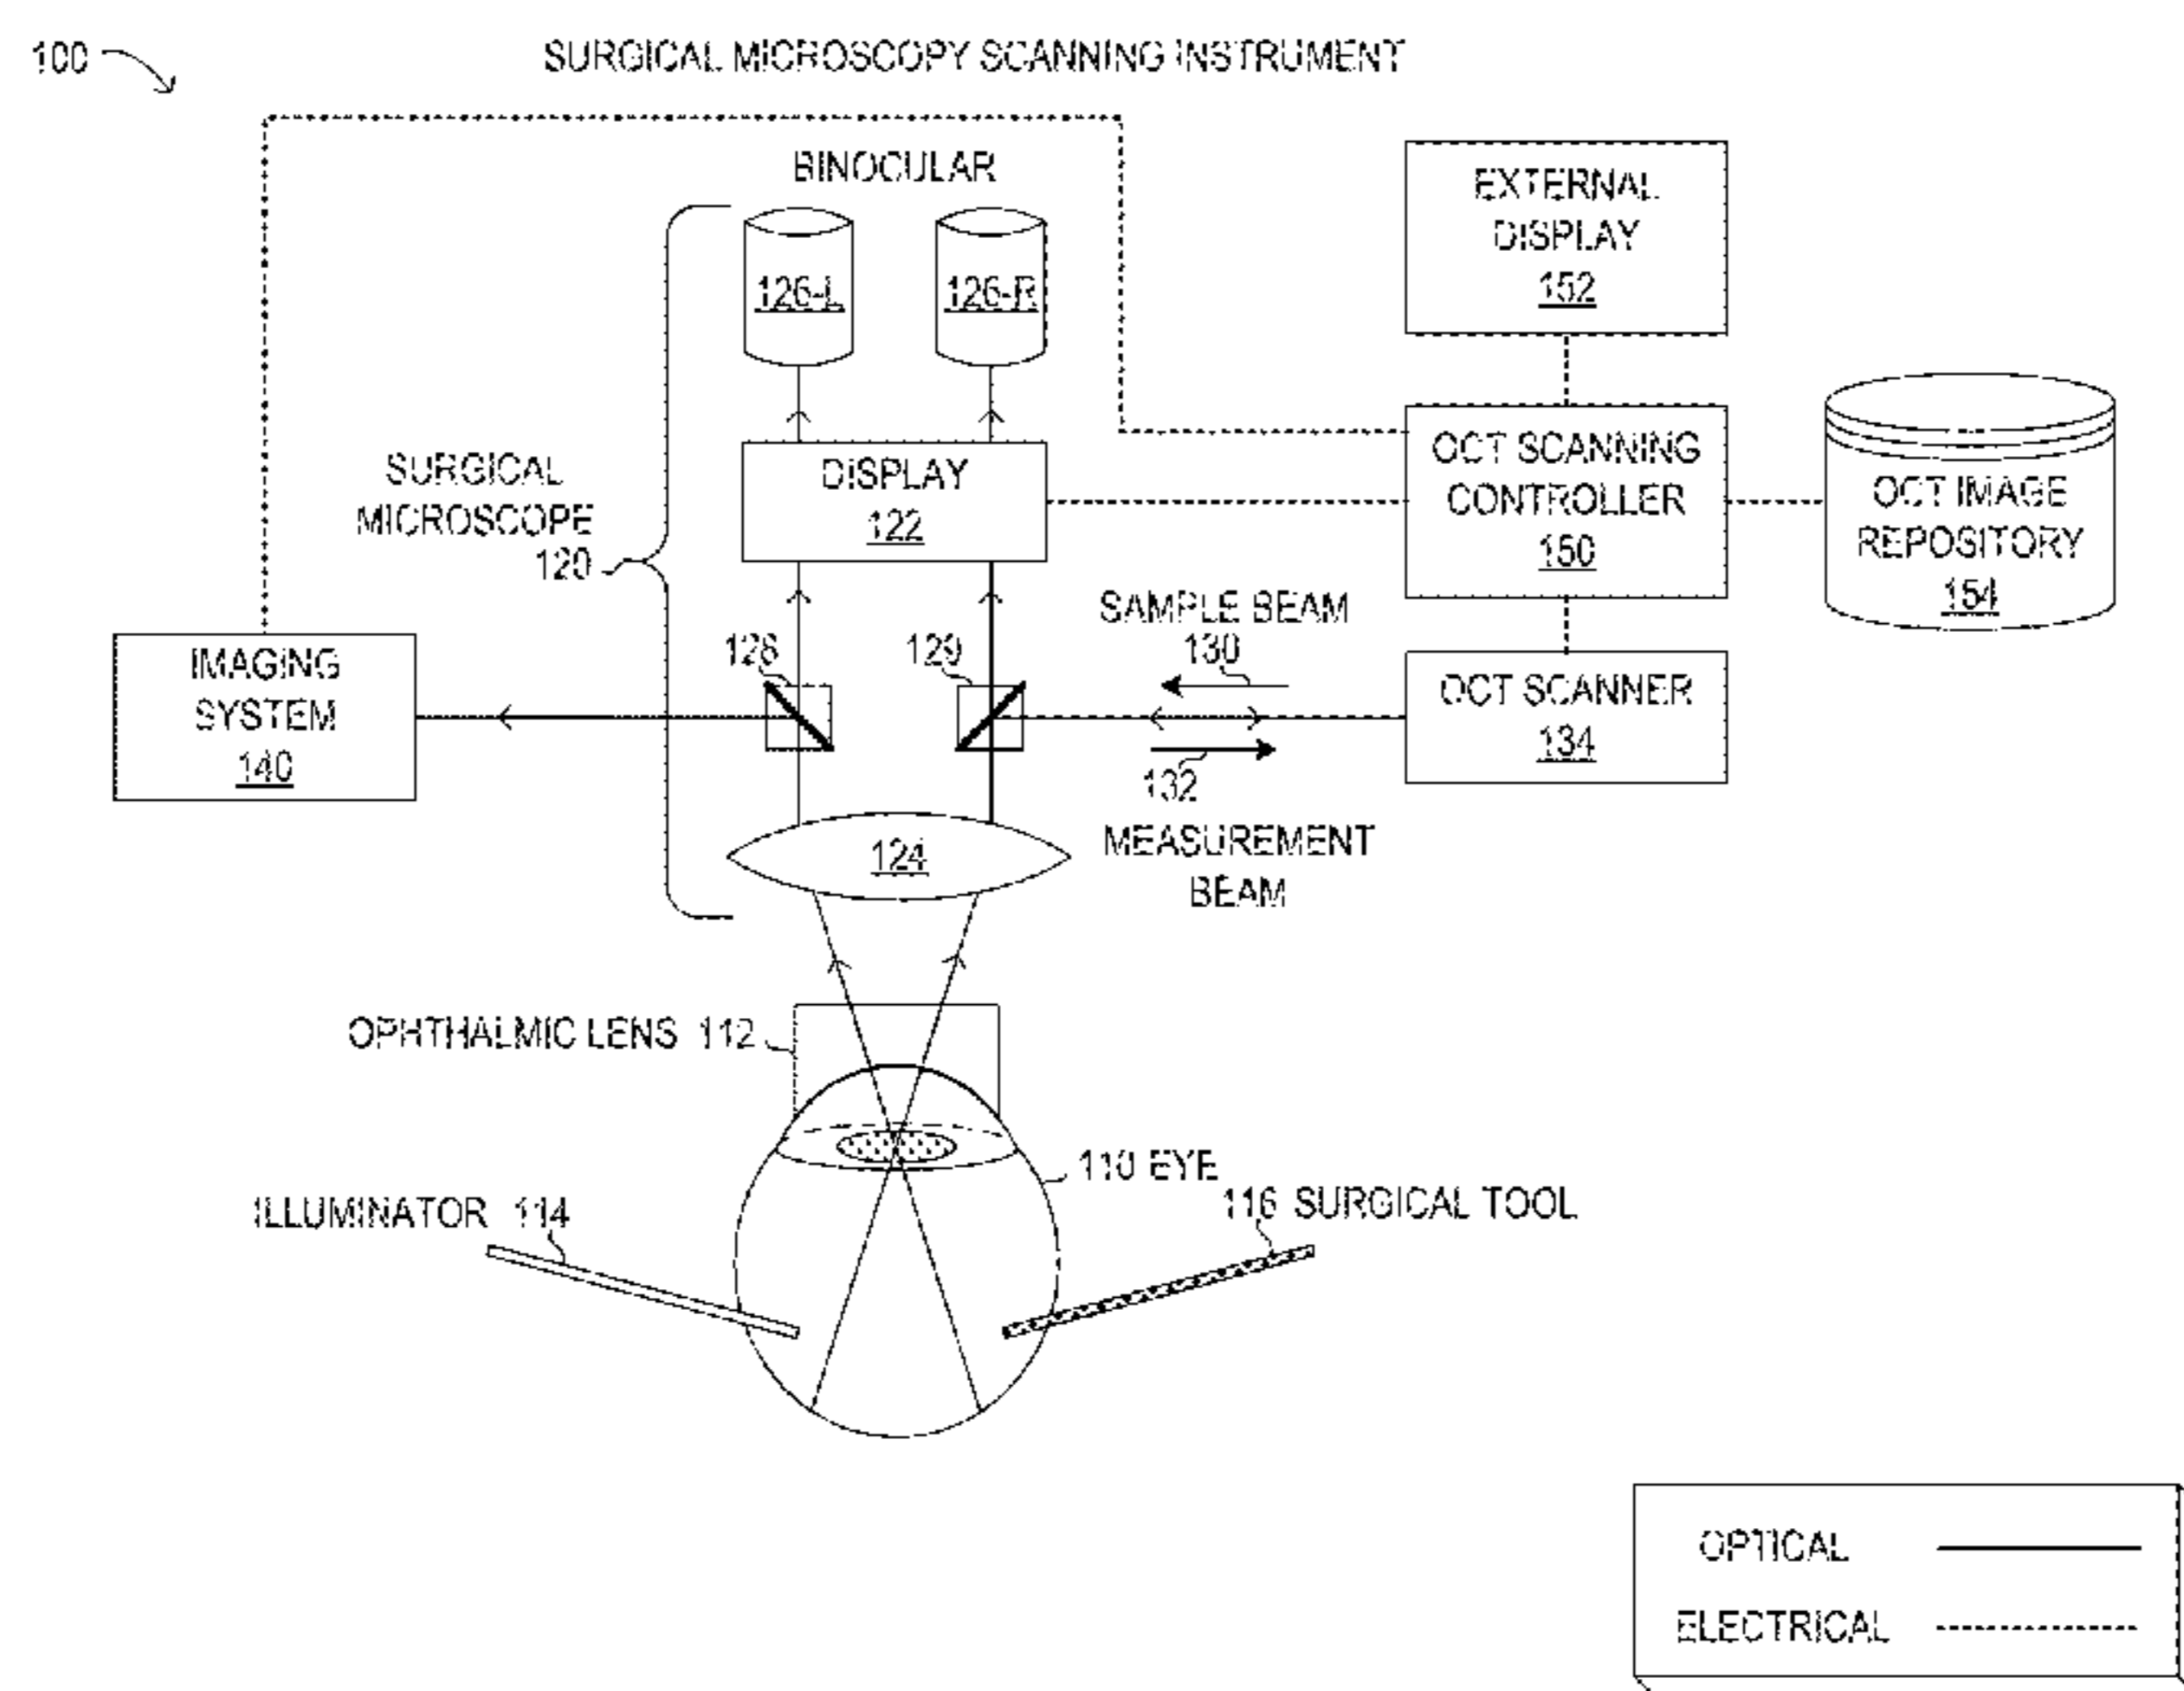 100
SURGICAL MICROSCOPY SCANNING INSTRUMENT
BINOCULAR
126-L
126-R
EXTERNAL
DISPLAY
152
SURGICAL
MICROSCOPE
120
DISPLAY
122
OCT SCANNING
CONTROLLER
150
OCT IMAGE
REPOSITORY
154
IMAGING
SYSTEM
140
128
129
SAMPLE BEAM
130
132
MEASUREMENT
BEAM
OCT SCANNER
134
124
OPHTHALMIC LENS 112
110 EYE
ILLUMINATOR 114
116 SURGICAL TOOL
OPTICAL
ELECTRICAL